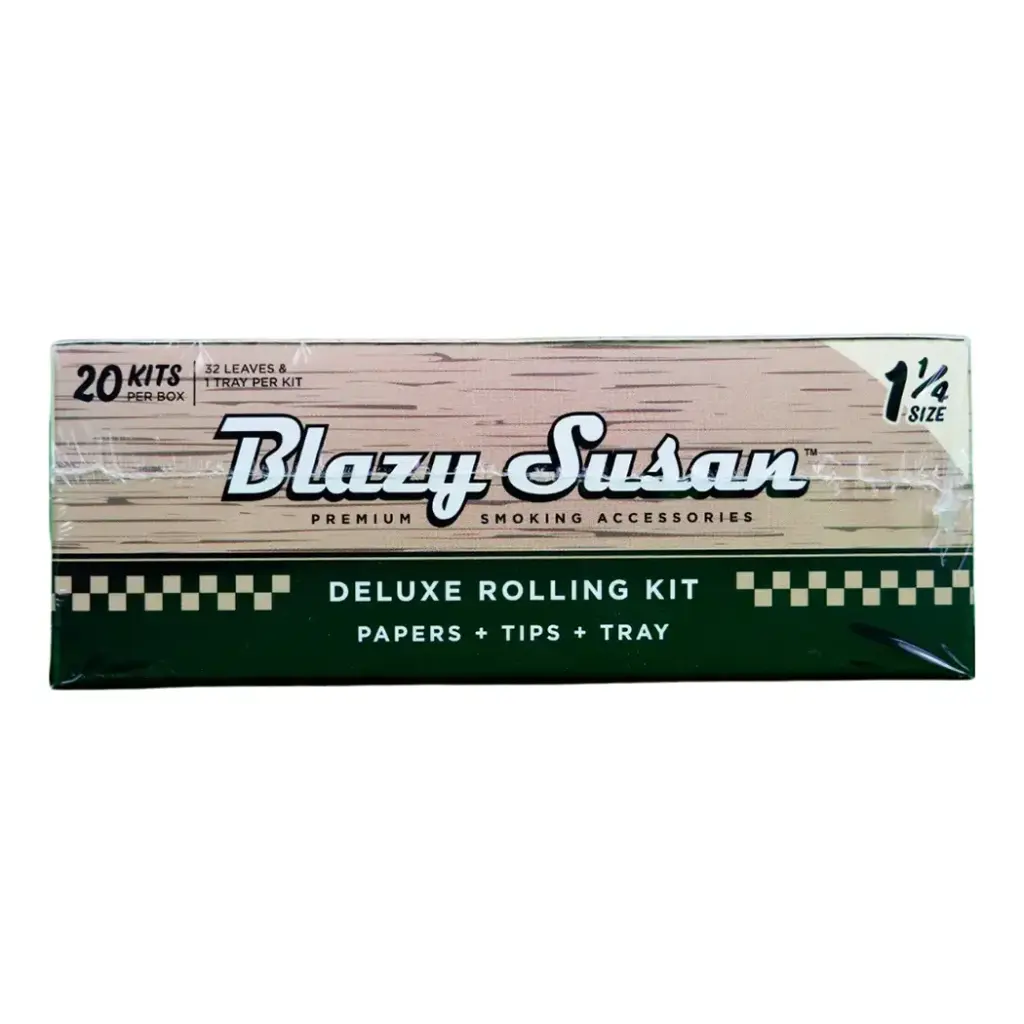 20 KITS
PER BOX
32 LEAVES &
1 TRAY PER KIT
1 1/4
SIZE
Blazy Susan™
PREMIUM SMOKING ACCESSORIES
DELUXE ROLLING KIT
PAPERS + TIPS + TRAY